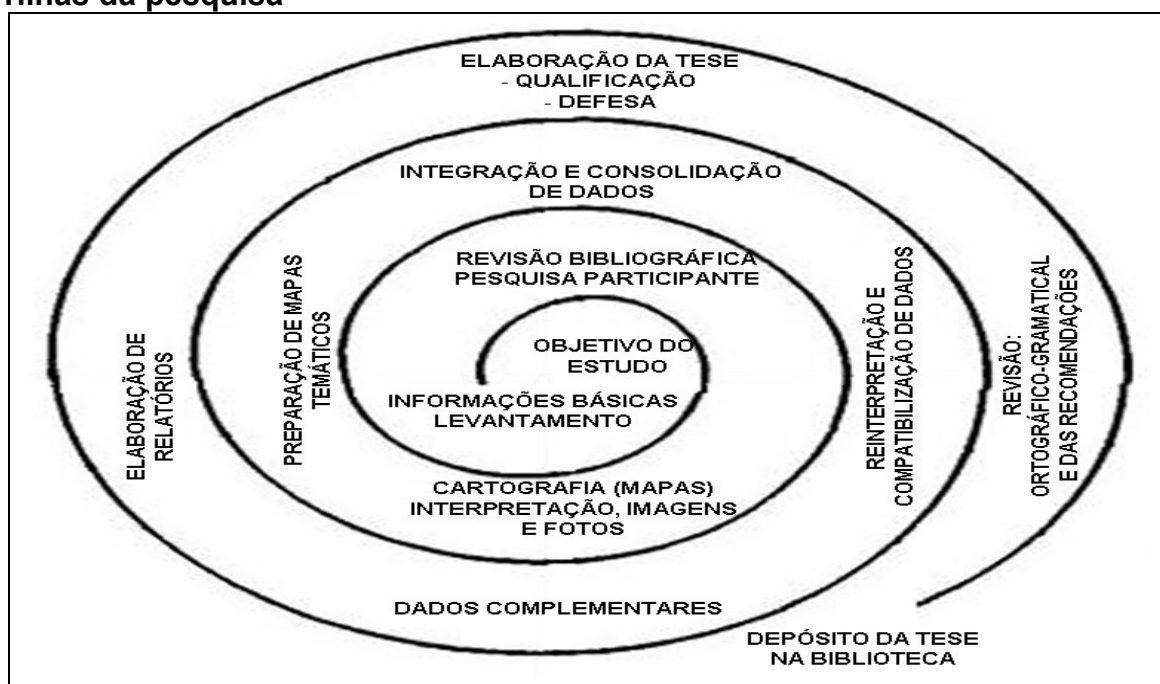 da pesquisa
ELABORAÇÃO DA TESE
- QUALIFICAÇÃO
- DEFESA
INTEGRAÇÃO E CONSOLIDAÇÃO
DE DADOS
REVISÃO BIBLIOGRÁFICA
PESQUISA PARTICIPANTE
OBJETIVO DO
ESTUDO
INFORMAÇÕES BÁSICAS
LEVANTAMENTO
CARTOGRAFIA (MAPAS)
INTERPRETAÇÃO, IMAGENS
E FOTOS
DADOS COMPLEMENTARES
ELABORAÇÃO DE
RELATÓRIOS
PREPARAÇÃO DE MAPAS
TEMÁTICOS
REINTERPRETAÇÃO E
COMPATIBILIZAÇÃO DE DADOS
REVISÃO:
ORTOGRÁFICO-GRAMATICAL
E DAS RECOMENDAÇÕES
DEPÓSITO DA TESE
NA BIBLIOTECA